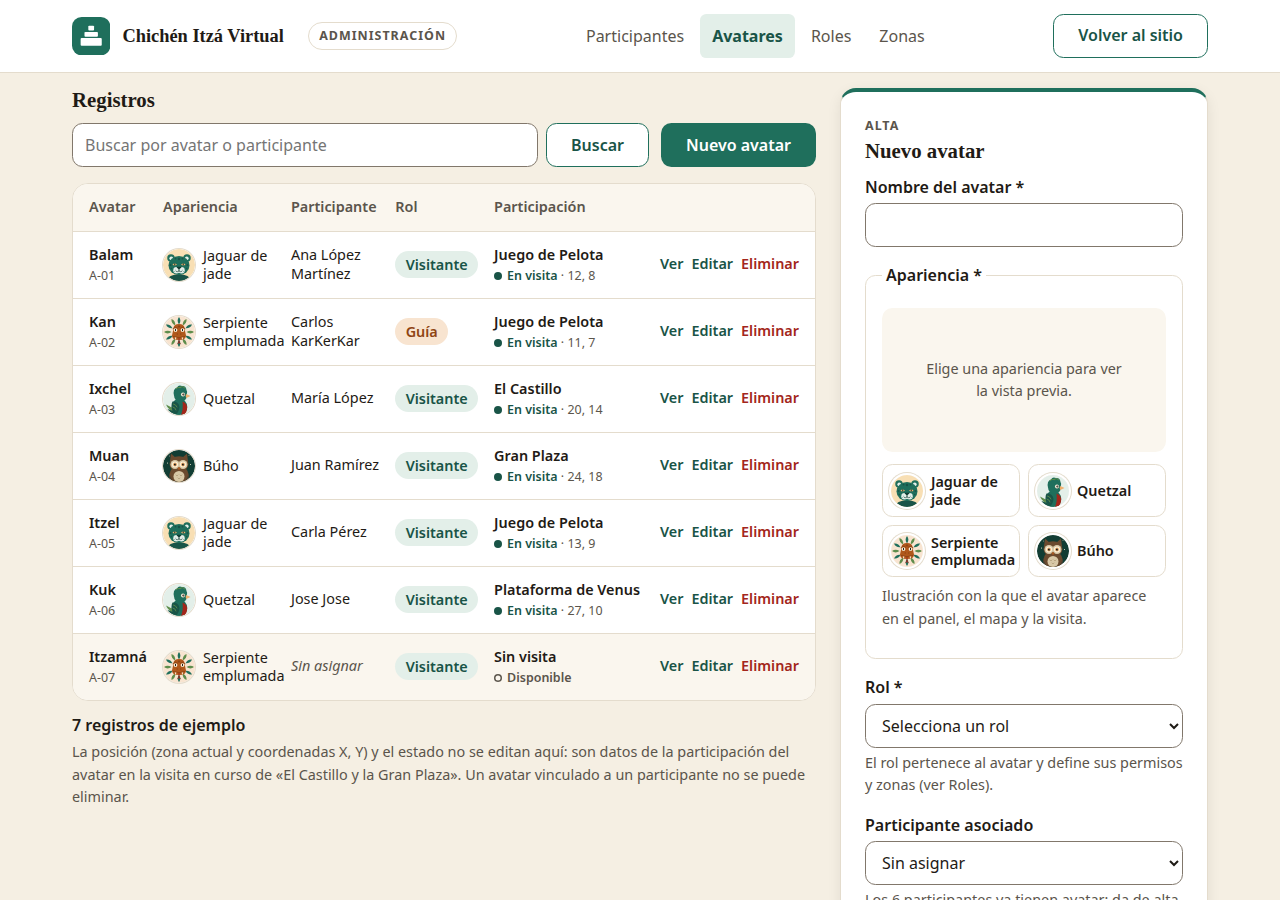 Chichén Itzá Virtual
ADMINISTRACIÓN
Participantes
Avatares
Roles
Zonas
Volver al sitio
Registros
Buscar por avatar o participante
Buscar
Nuevo avatar
Avatar Apariencia Participante Rol Participación
Balam
A-01
Jaguar de
jade
Ana López
Martínez
Visitante
Juego de Pelota
En visita · 12, 8
Ver Editar Eliminar
Kan
A-02
Serpiente
emplumada
Carlos
KarKerKar
Guía
Juego de Pelota
En visita · 11, 7
Ver Editar Eliminar
Ixchel
A-03
Quetzal
María López
Visitante
El Castillo
En visita · 20, 14
Ver Editar Eliminar
Muan
A-04
Búho
Juan Ramírez
Visitante
Gran Plaza
En visita · 24, 18
Ver Editar Eliminar
Itzel
A-05
Jaguar de
jade
Carla Pérez
Visitante
Juego de Pelota
En visita · 13, 9
Ver Editar Eliminar
Kuk
A-06
Quetzal
Jose Jose
Visitante
Plataforma de Venus
En visita · 27, 10
Ver Editar Eliminar
Itzamná
A-07
Serpiente
emplumada
Sin asignar
Visitante
Sin visita
Disponible
Ver Editar Eliminar
7 registros de ejemplo
La posición (zona actual y coordenadas X, Y) y el estado no se editan aquí: son datos de la participación del
avatar en la visita en curso de «El Castillo y la Gran Plaza». Un avatar vinculado a un participante no se puede
eliminar.
ALTA
Nuevo avatar
Nombre del avatar *
Apariencia *
Elige una apariencia para ver
la vista previa.
Jaguar de
jade
Quetzal
Serpiente
emplumada
Búho
Ilustración con la que el avatar aparece
en el panel, el mapa y la visita.
Rol *
Selecciona un rol
El rol pertenece al avatar y define sus permisos
y zonas (ver Roles).
Participante asociado
Sin asignar
Los 6 participantes ya tienen avatar: da de alta